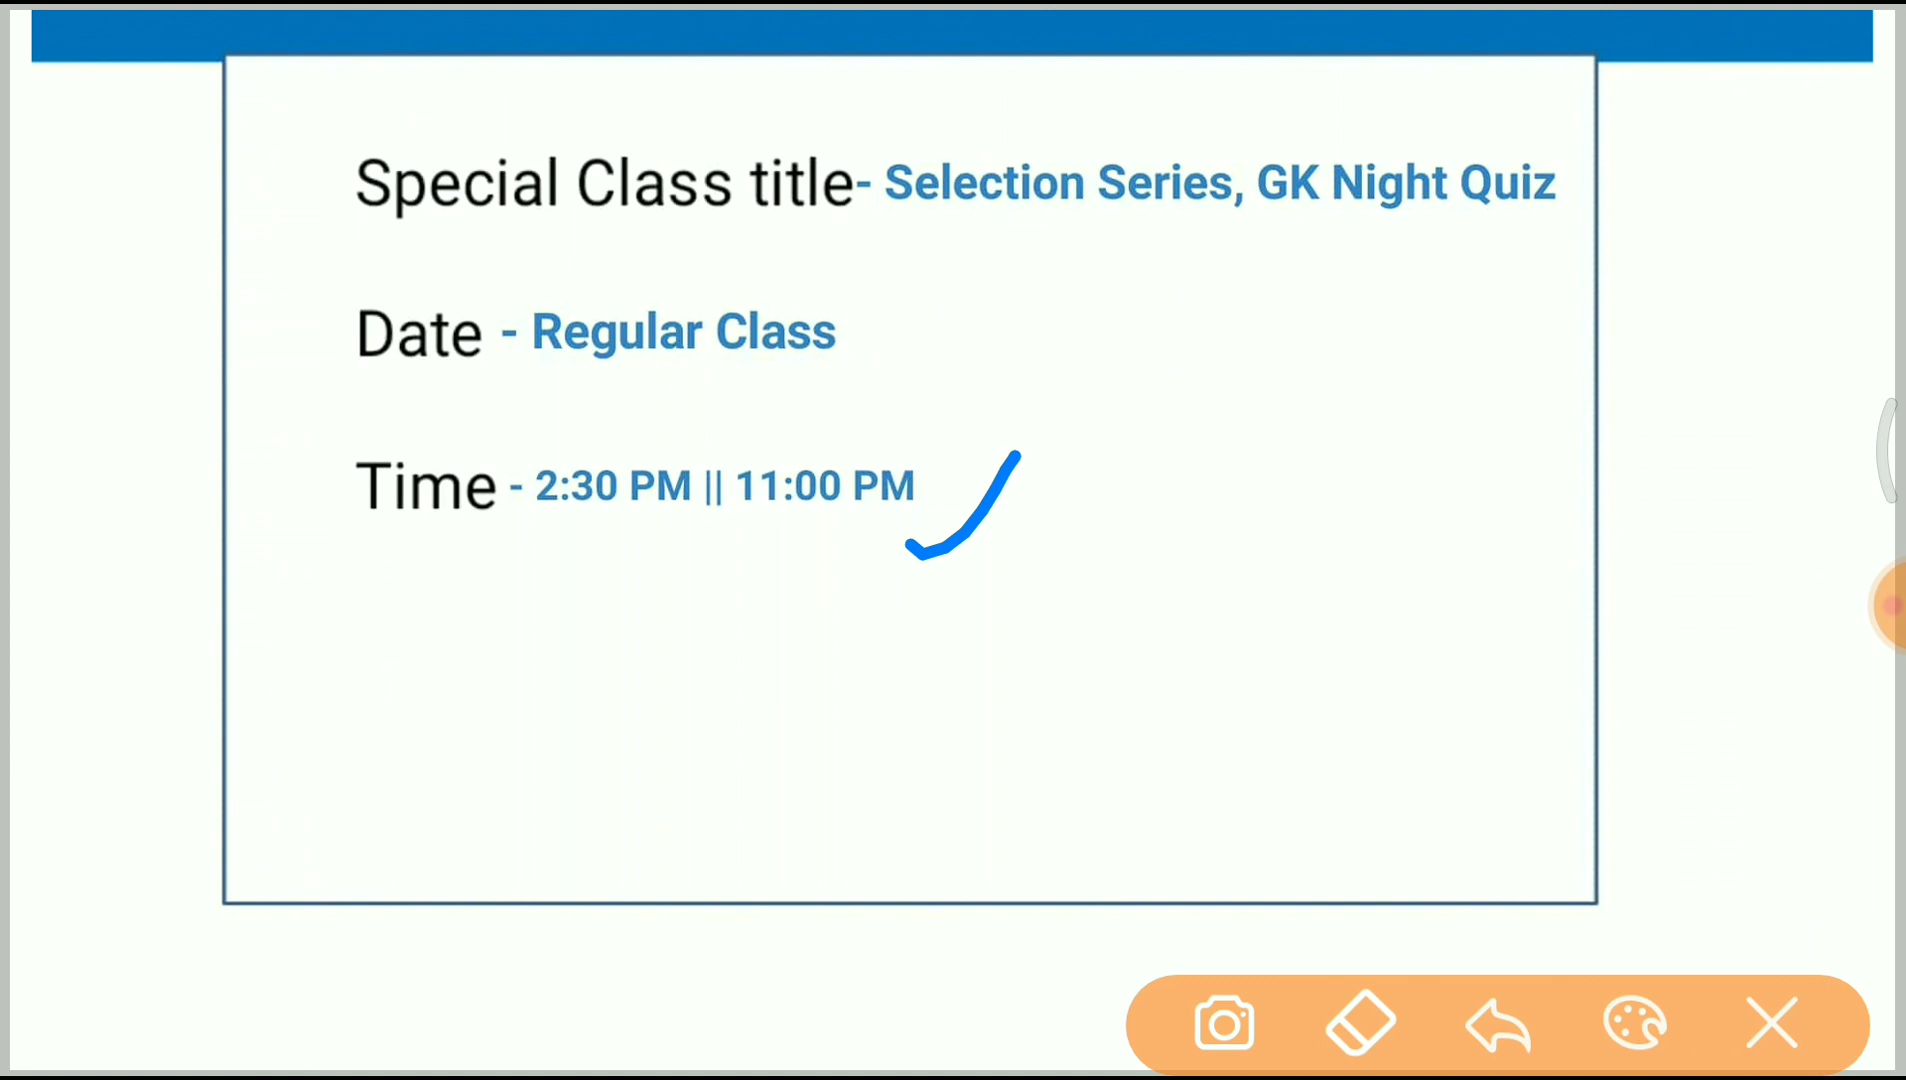 Special Class title- Selection Series, GK Night Quiz
Date - Regular Class
Time - 2:30 PM || 11:00 PM